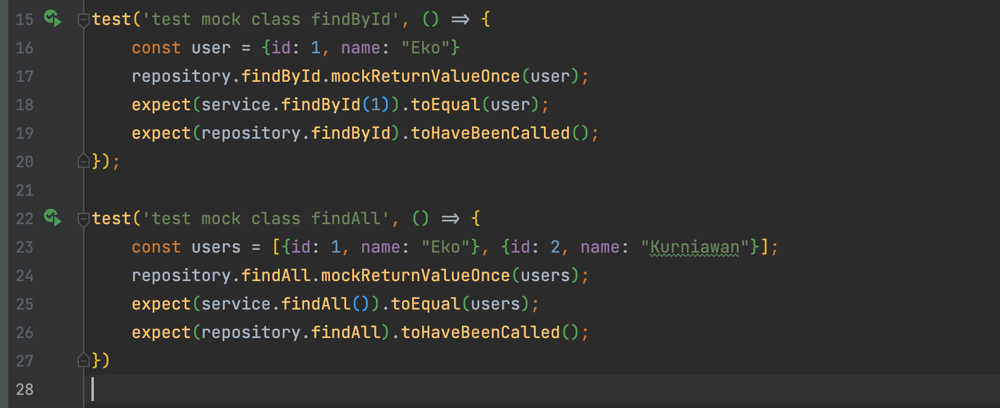 15 test('test mock class findById', () => {
16     const user = {id: 1, name: "Eko"}
17     repository.findById.mockReturnValueOnce(user);
18     expect(service.findById(1)).toEqual(user);
19     expect(repository.findById).toHaveBeenCalled();
20 });
21
22 test('test mock class findAll', () => {
23     const users = [{id: 1, name: "Eko"}, {id: 2, name: "Kurniawan"}];
24     repository.findAll.mockReturnValueOnce(users);
25     expect(service.findAll()).toEqual(users);
26     expect(repository.findAll).toHaveBeenCalled();
27 })
28